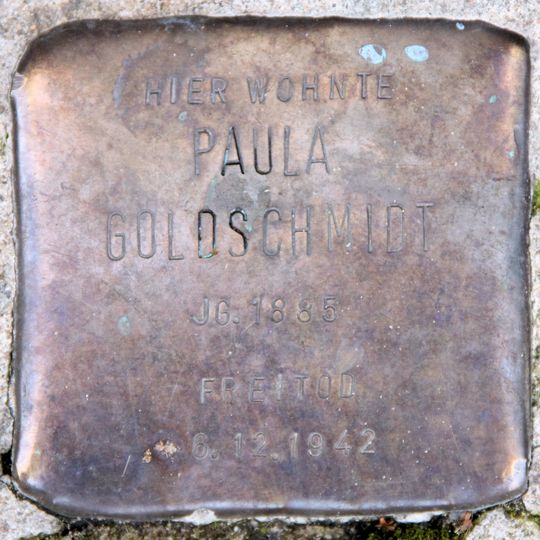 HIER WOHNTE
PAULA
GOLDSCHMIDT
JG. 1885
FREITOD
6.12.1942